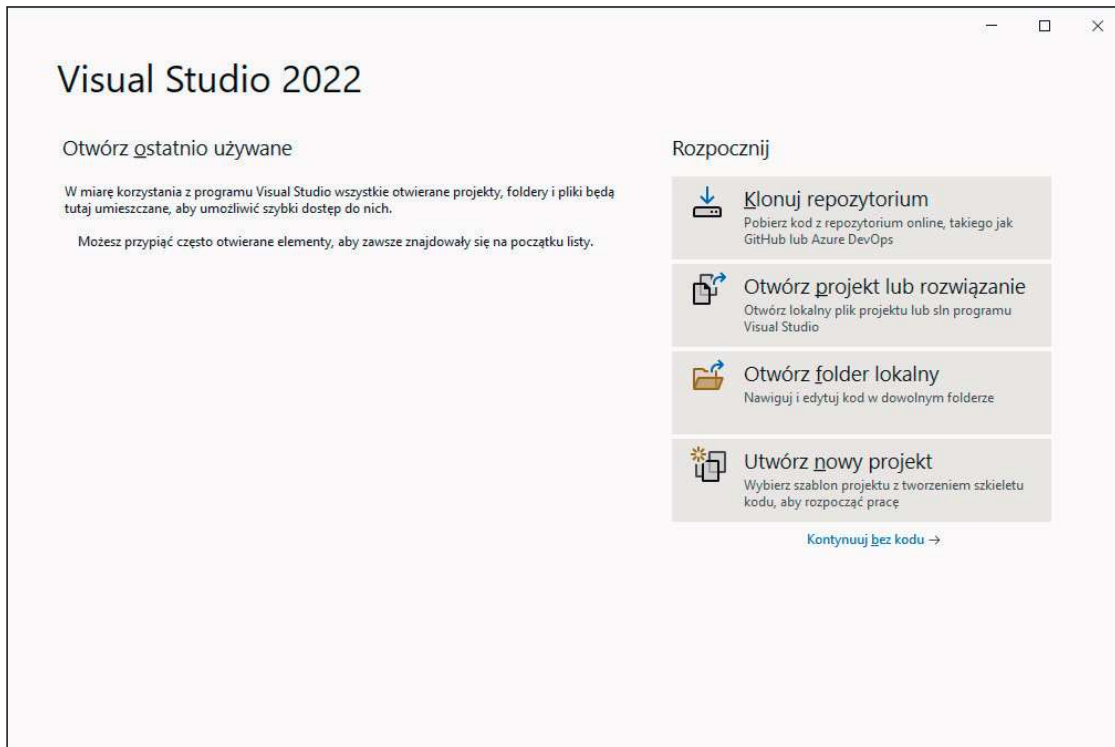 Visual Studio 2022
Otwórz ostatnio używane
W miarę korzystania z programu Visual Studio wszystkie otwierane projekty, foldery i pliki będą
tutaj umieszczane, aby umożliwić szybki dostęp do nich.
Możesz przypiąć często otwierane elementy, aby zawsze znajdowały się na początku listy.
Rozpocznij
Klonuj repozytorium
Pobierz kod z repozytorium online, takiego jak
GitHub lub Azure DevOps
Otwórz projekt lub rozwiązanie
Otwórz lokalny plik projektu lub sln programu
Visual Studio
Otwórz folder lokalny
Nawiguj i edytuj kod w dowolnym folderze
Utwórz nowy projekt
Wybierz szablon projektu z tworzeniem szkieletu
kodu, aby rozpocząć pracę
Kontynuuj bez kodu →